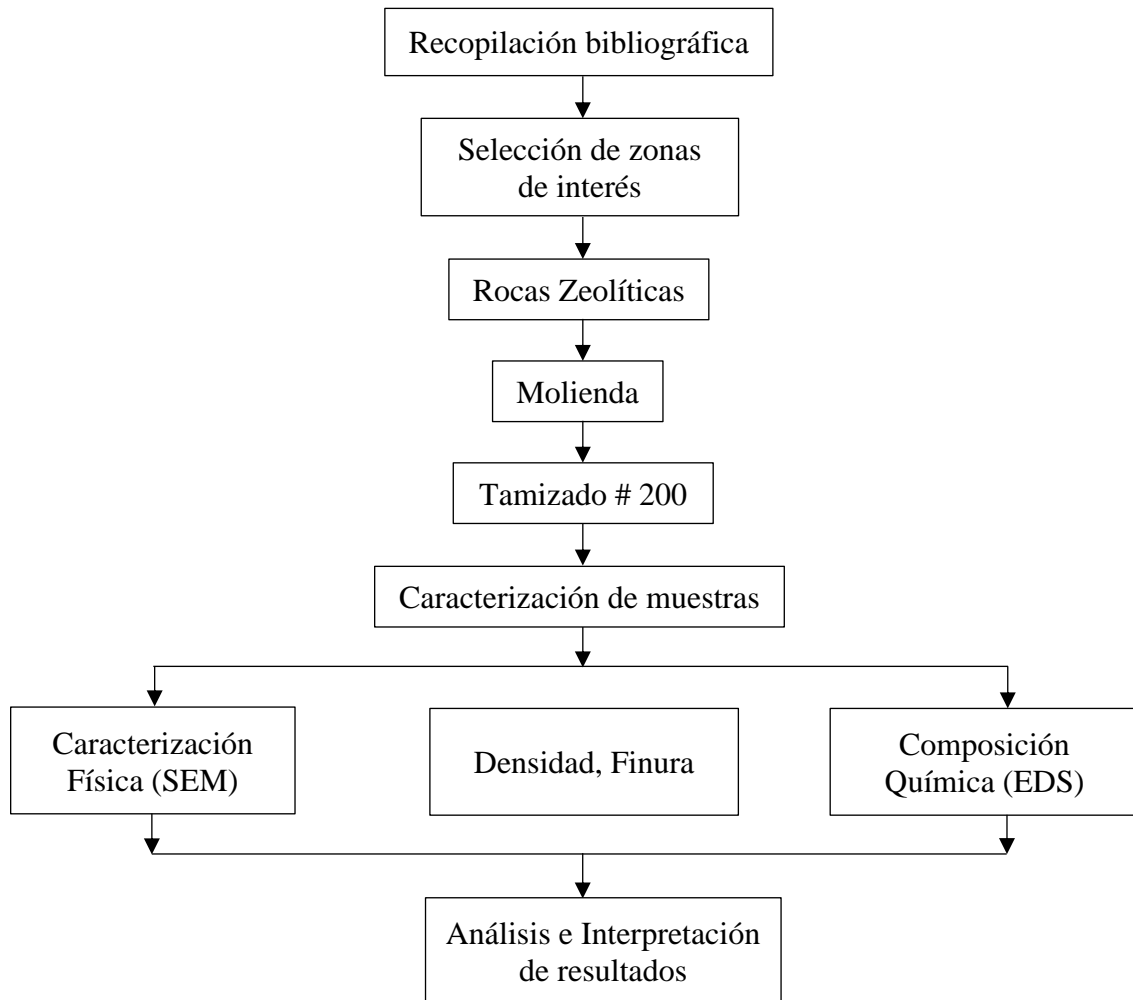 Recopilación bibliográfica
Selección de zonas
de interés
Rocas Zeolíticas
Molienda
Tamizado # 200
Caracterización de muestras
Caracterización
Física (SEM)
Densidad, Finura
Composición
Química (EDS)
Análisis e Interpretación
de resultados